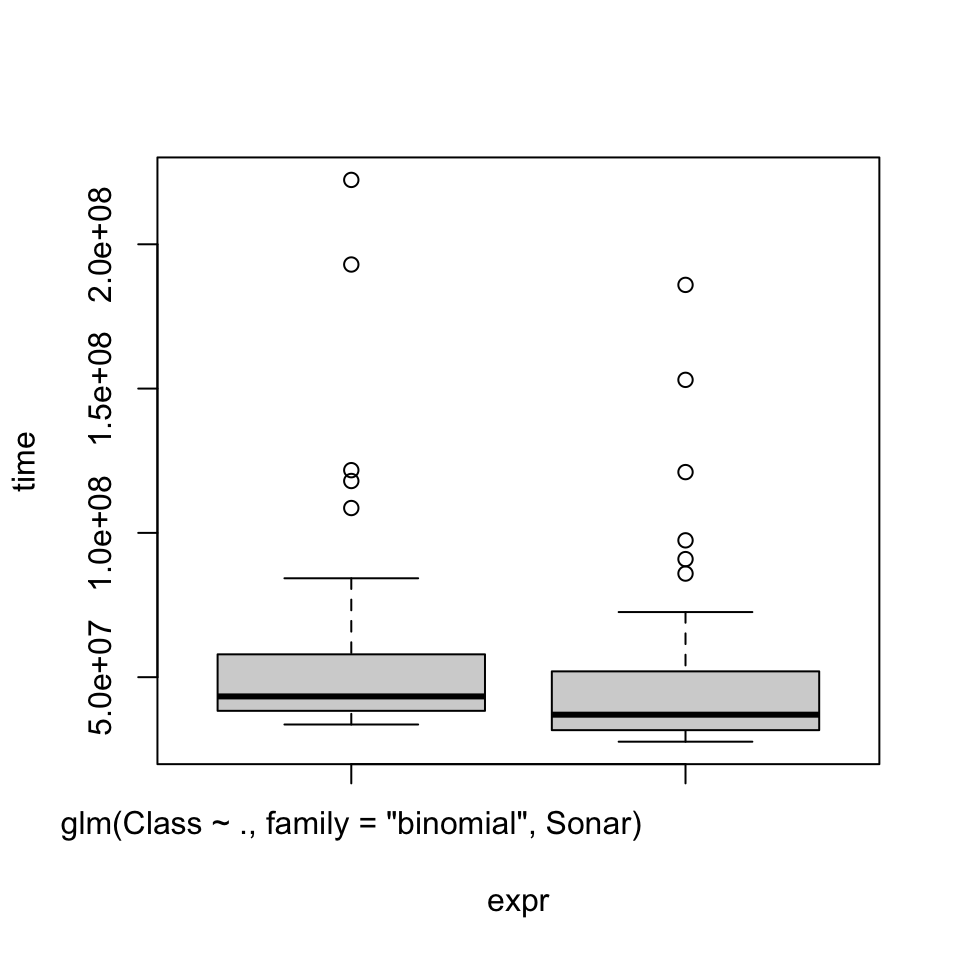 2.0e+08
1.5e+08
1.0e+08
5.0e+07
time
glm(Class ~ ., family = "binomial", Sonar)
expr